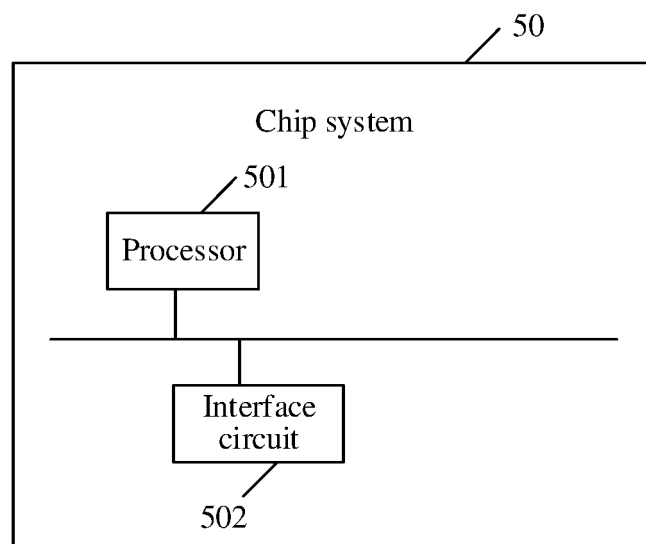 50
Chip system
501
Processor
Interface
circuit
502